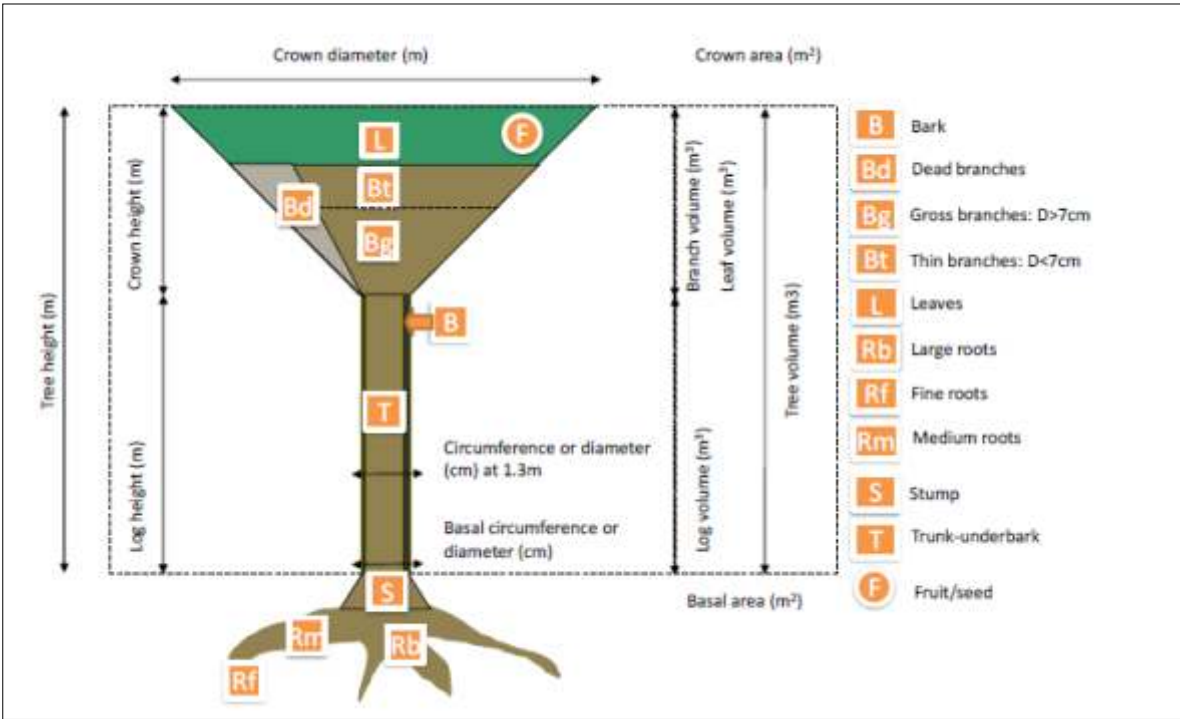 Crown diameter (m)
Crown area (m²)
Tree height (m)
Crown height (m)
Log height (m)
L
F
Bt
Bd
Bg
B
T
Circumference or diameter
(cm) at 1.3m
Basal circumference or
diameter (cm)
S
Rm
Rb
Rf
Branch volume (m³)
Leaf volume (m³)
Log volume (m³)
Tree volume (m3)
Basal area (m²)
B Bark
Bd Dead branches
Bg Gross branches: D>7cm
Bt Thin branches: D<7cm
L Leaves
Rb Large roots
Rf Fine roots
Rm Medium roots
S Stump
T Trunk-underbark
F Fruit/seed